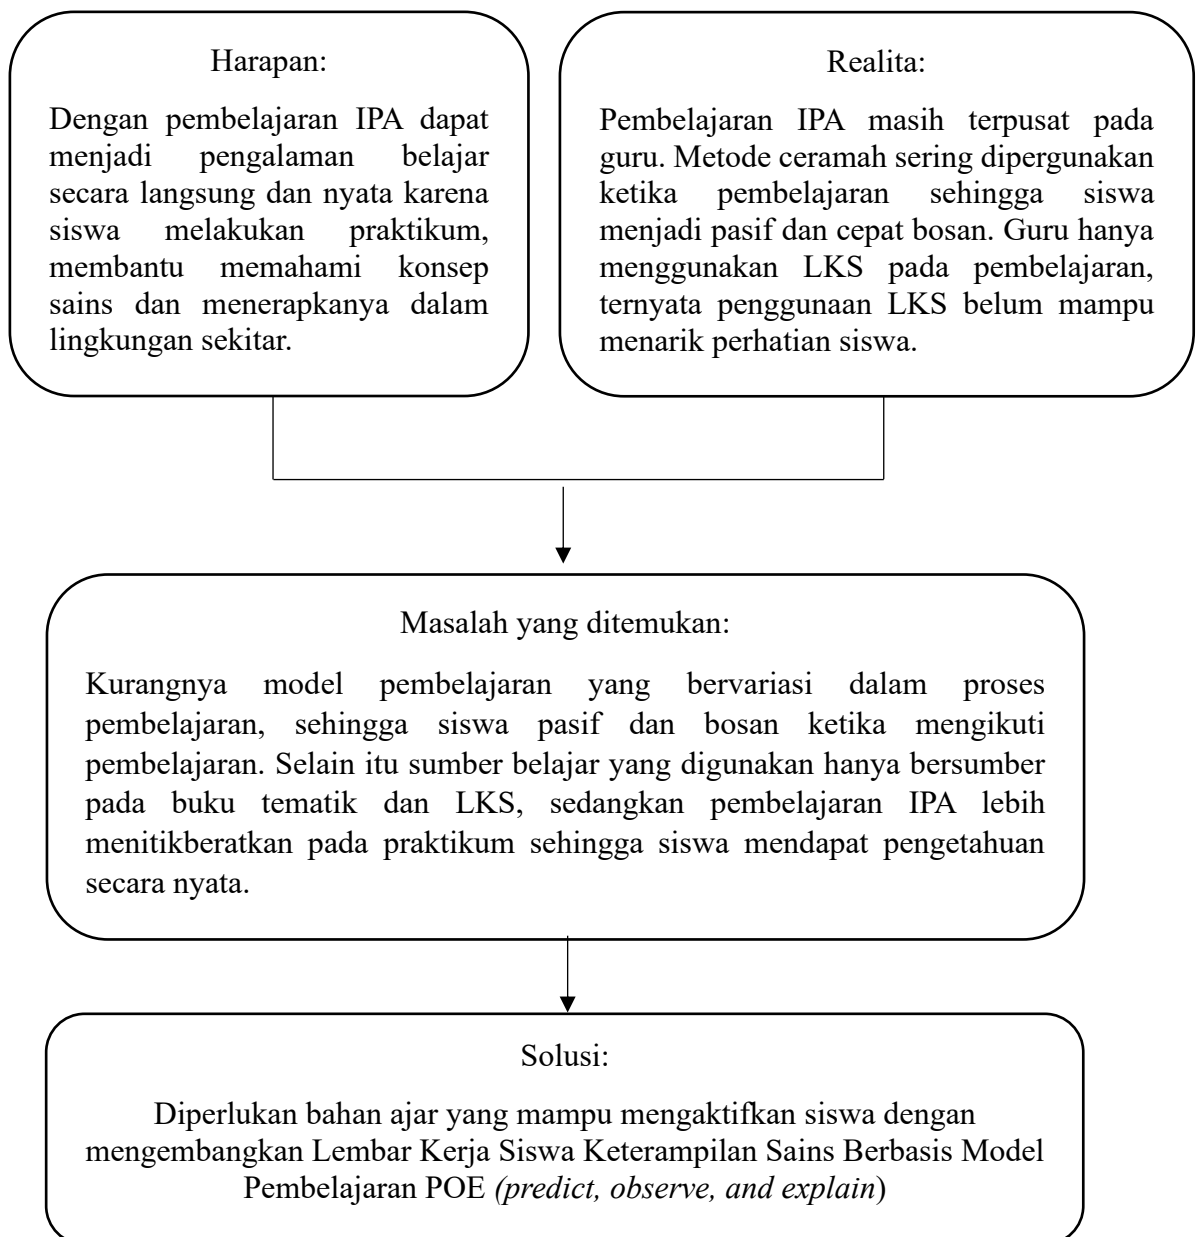 Harapan:
Dengan pembelajaran IPA dapat
menjadi pengalaman belajar
secara langsung dan nyata karena
siswa melakukan praktikum,
membantu memahami konsep
sains dan menerapkanya dalam
lingkungan sekitar.
Realita:
Pembelajaran IPA masih terpusat pada
guru. Metode ceramah sering dipergunakan
ketika pembelajaran sehingga siswa
menjadi pasif dan cepat bosan. Guru hanya
menggunakan LKS pada pembelajaran,
ternyata penggunaan LKS belum mampu
menarik perhatian siswa.
Masalah yang ditemukan:
Kurangnya model pembelajaran yang bervariasi dalam proses
pembelajaran, sehingga siswa pasif dan bosan ketika mengikuti
pembelajaran. Selain itu sumber belajar yang digunakan hanya bersumber
pada buku tematik dan LKS, sedangkan pembelajaran IPA lebih
menitikberatkan pada praktikum sehingga siswa mendapat pengetahuan
secara nyata.
Solusi:
Diperlukan bahan ajar yang mampu mengaktifkan siswa dengan
mengembangkan Lembar Kerja Siswa Keterampilan Sains Berbasis Model
Pembelajaran POE (predict, observe, and explain)